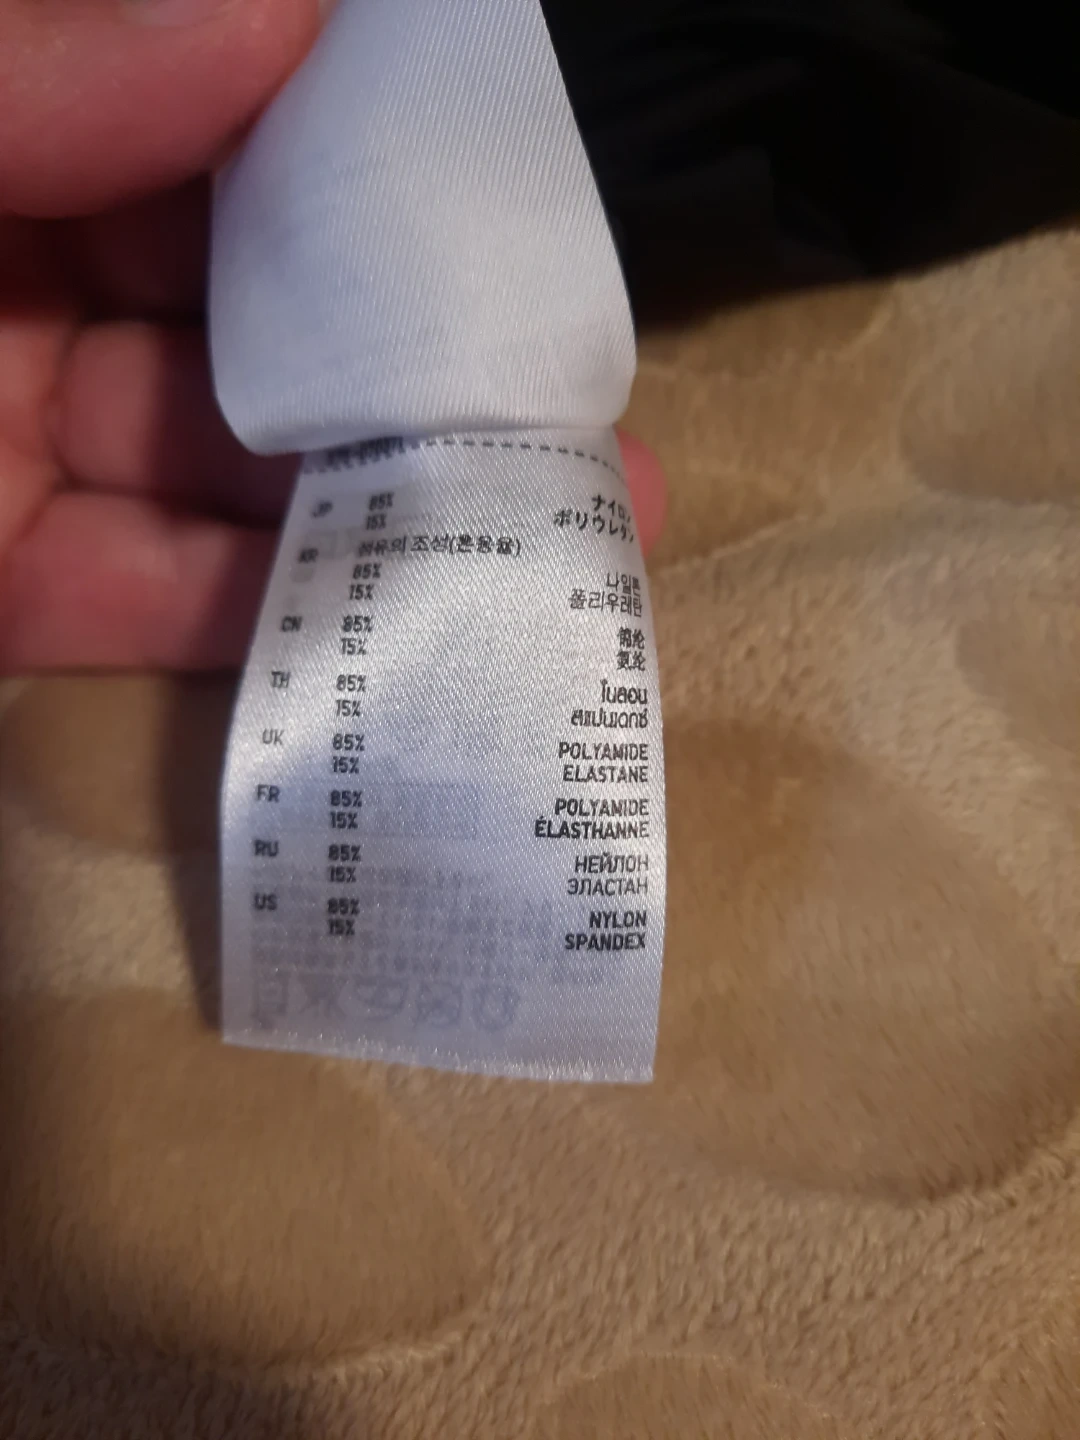 JP 85% ナイロン
15% ポリウレタン
KR 섬유의 조성(혼용율)
85% 나일론
15% 폴리우레탄
CN 85% 锦纶
15% 氨纶
TH 85% ไนลอน
15% สแปนเดกซ์
UK 85% POLYAMIDE
15% ELASTANE
FR 85% POLYAMIDE
15% ÉLASTHANNE
RU 85% НЕЙЛОН
15% ЭЛАСТАН
US 85% NYLON
15% SPANDEX